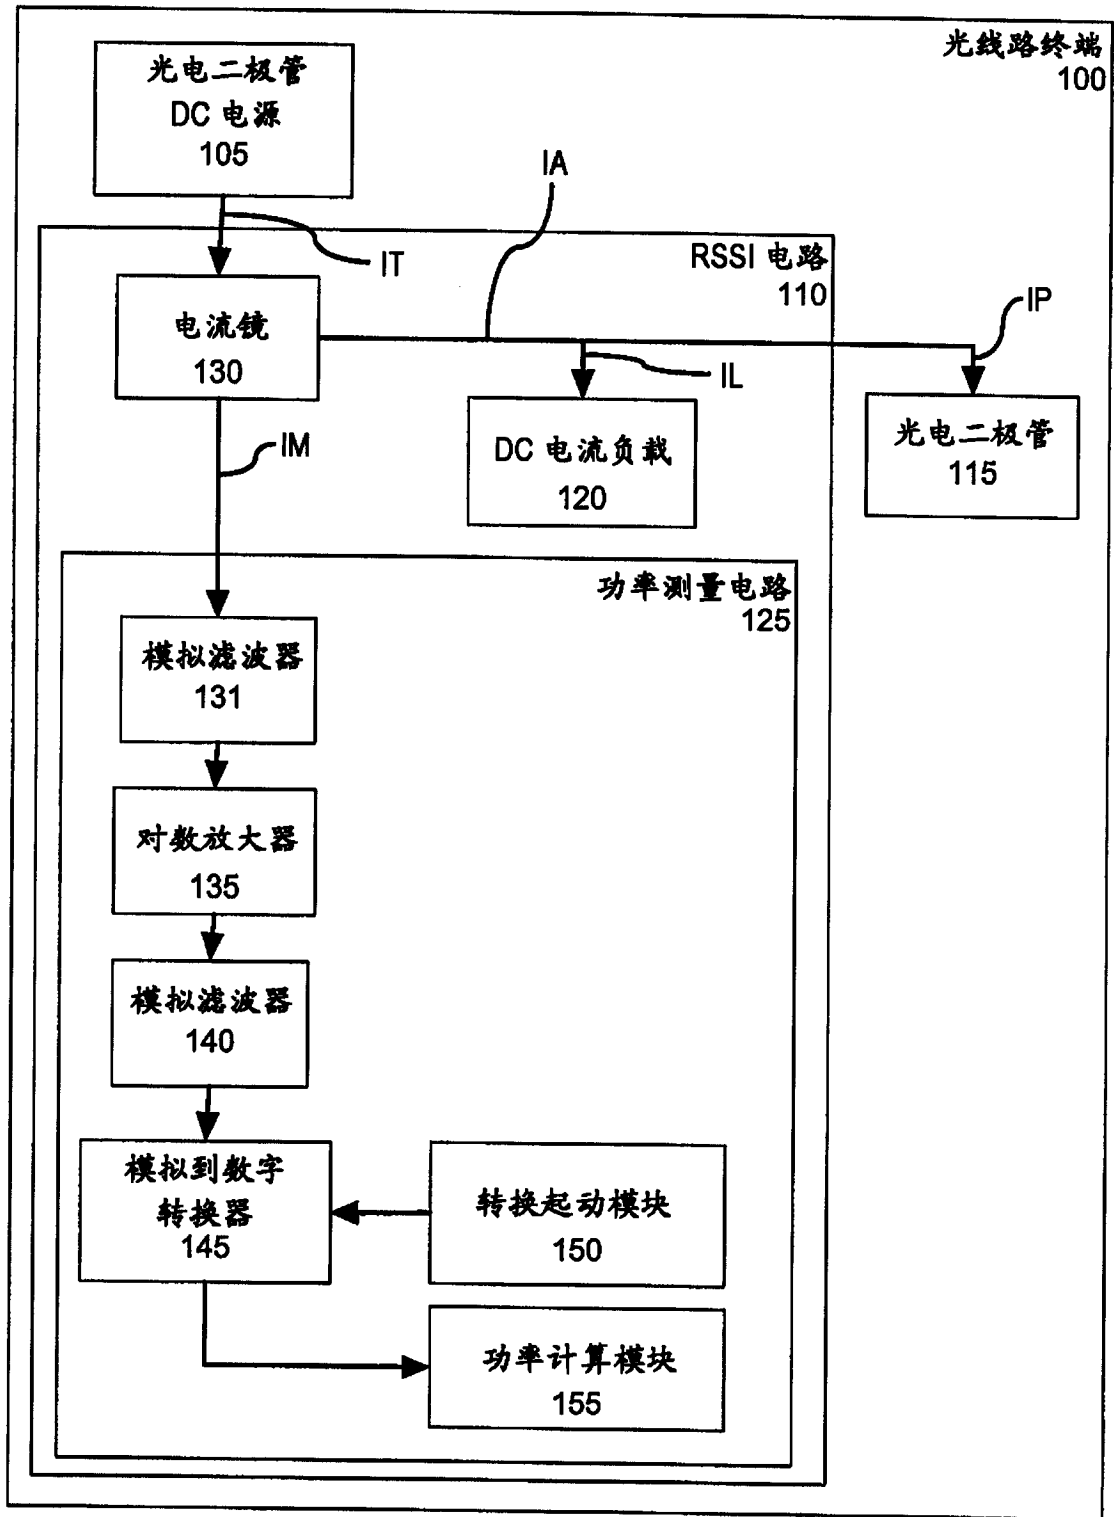 光线路终端
100
光电二极管
DC 电源
105
IA
IT
RSSI 电路
110
IP
电流镜
130
IL
IM
DC 电流负载
120
光电二极管
115
功率测量电路
125
模拟滤波器
131
对数放大器
135
模拟滤波器
140
模拟到数字
转换器
145
转换起动模块
150
功率计算模块
155